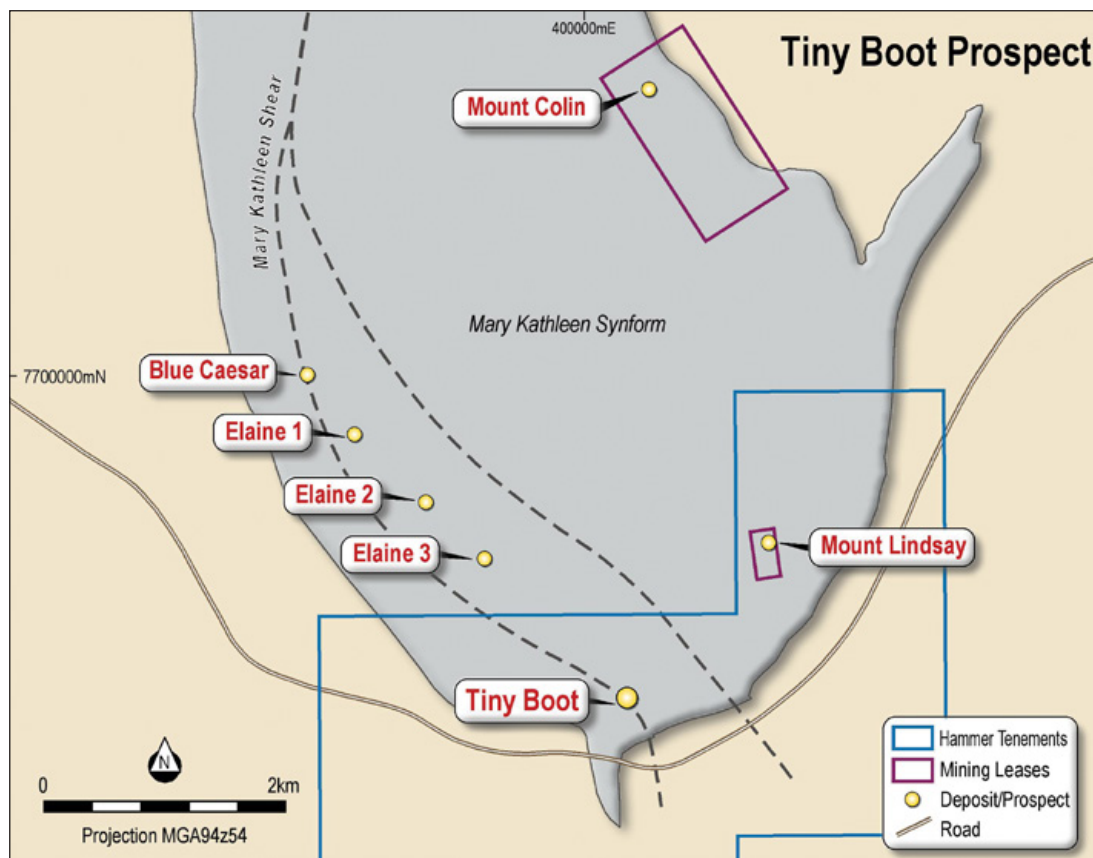 400000mE
Tiny Boot Prospect
Mount Colin
Mary Kathleen Shear
Mary Kathleen Synform
Blue Caesar
7700000mN
Elaine 1
Elaine 2
Elaine 3
Mount Lindsay
Tiny Boot
N
0 2km
Projection MGA94z54
Hammer Tenements
Mining Leases
Deposit/Prospect
Road